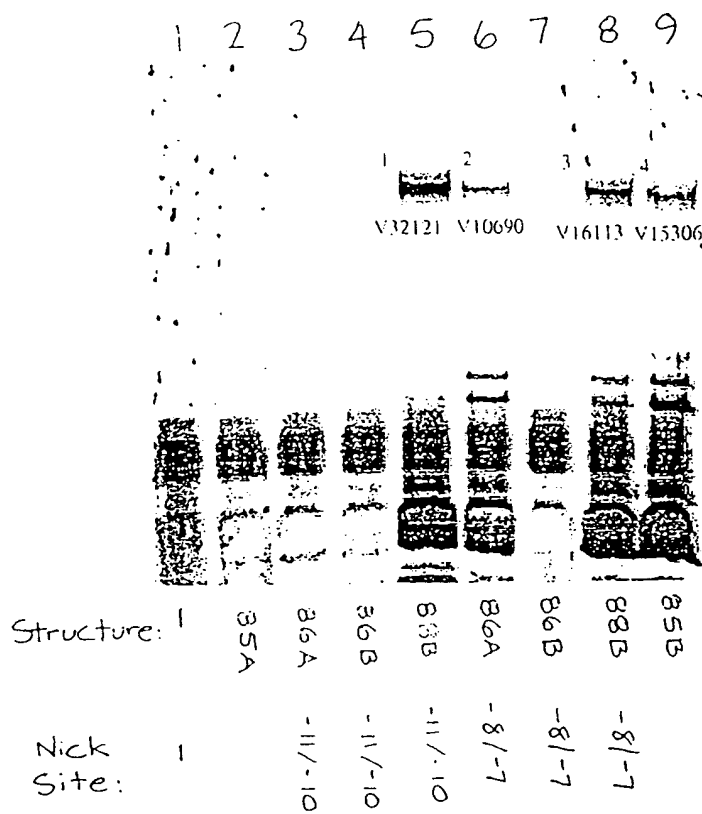 1 2 3 4 5 6 7 8 9
1 2 3 4
V32121 V10690 V16113 V15306
Structure: 1 85A 86A 86B 88B 86A 86B 88B 85B
Nick Site: 1 -11/-10 -11/-10 -11/-10 -8/-7 -8/-7 -8/-7